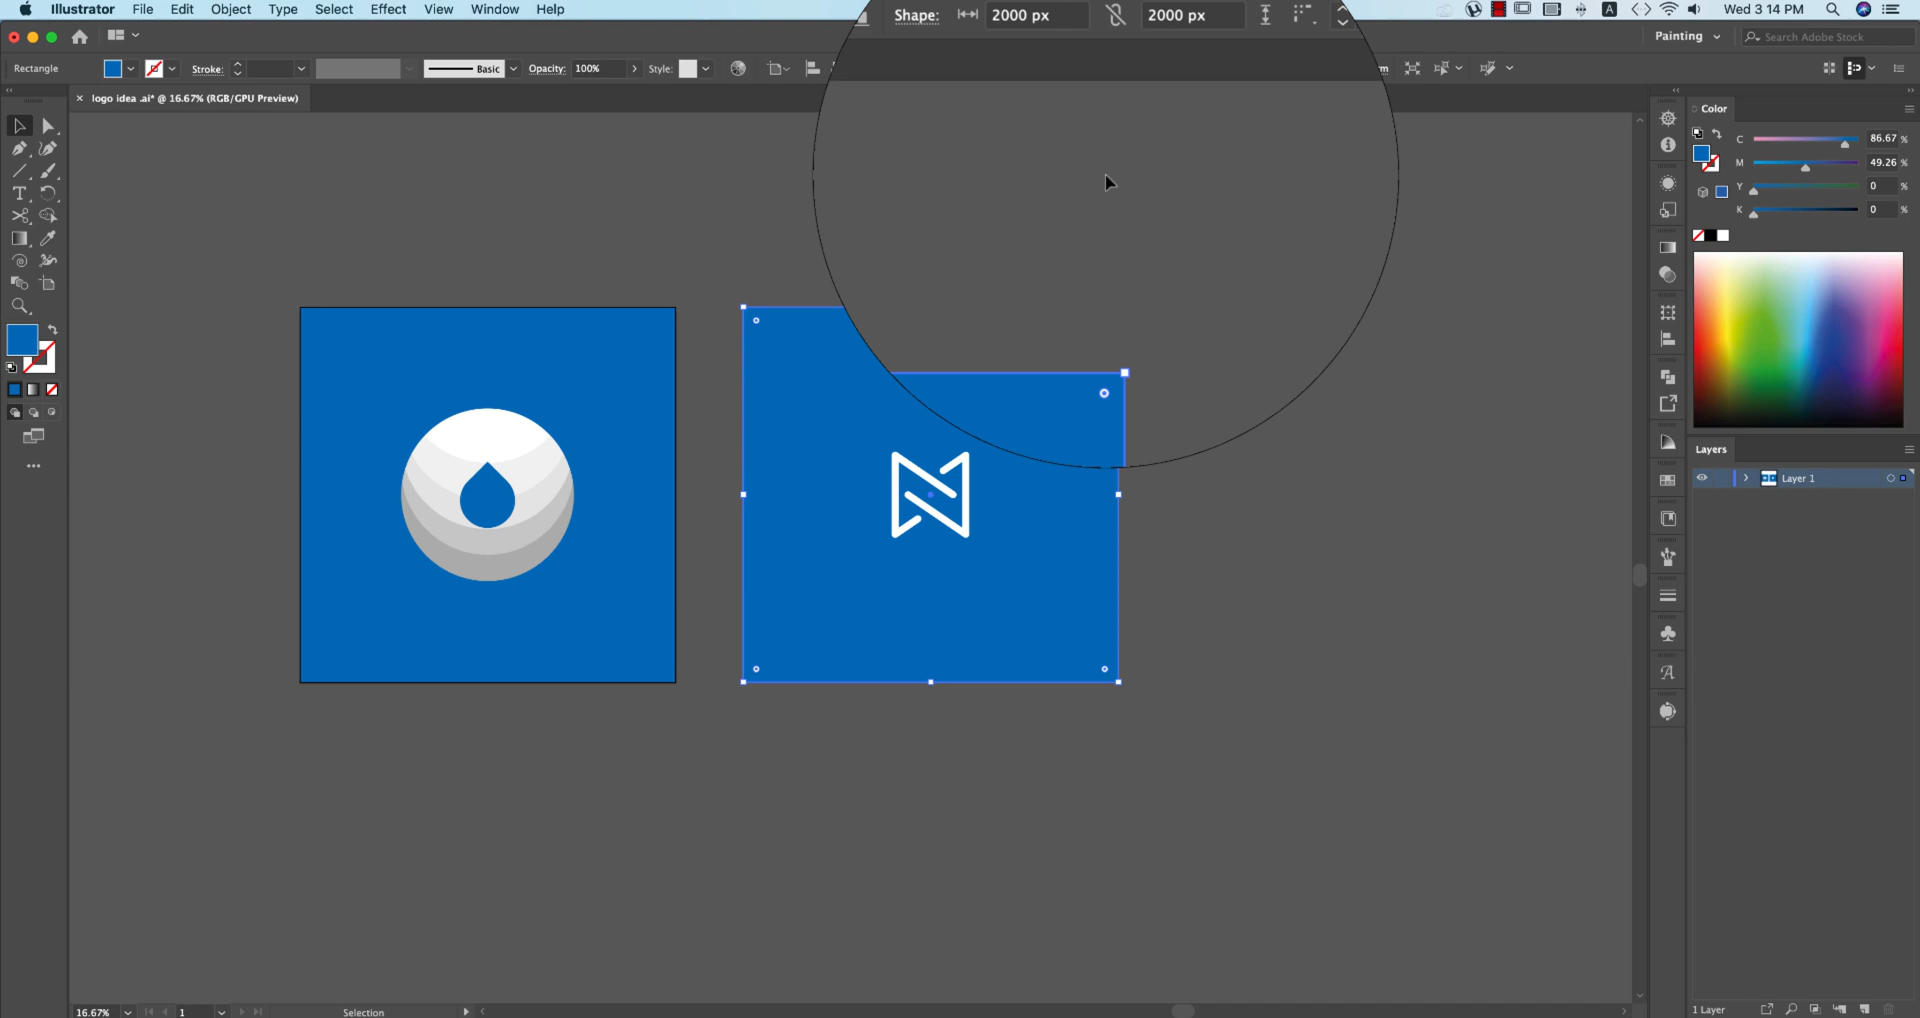 Illustrator File Edit Object Type Select Effect View Window Help
Wed 3 14 PM
Shape: 2000 px 2000 px
Painting
Search Adobe Stock
Rectangle
Stroke:
Basic
Opacity: 100%
Style:
× logo idea .ai* @ 16.67% (RGB/GPU Preview)
Color
C 86.67 %
M 49.26 %
Y 0 %
K 0 %
Layers
Layer 1
16.67%
1
Selection
1 Layer